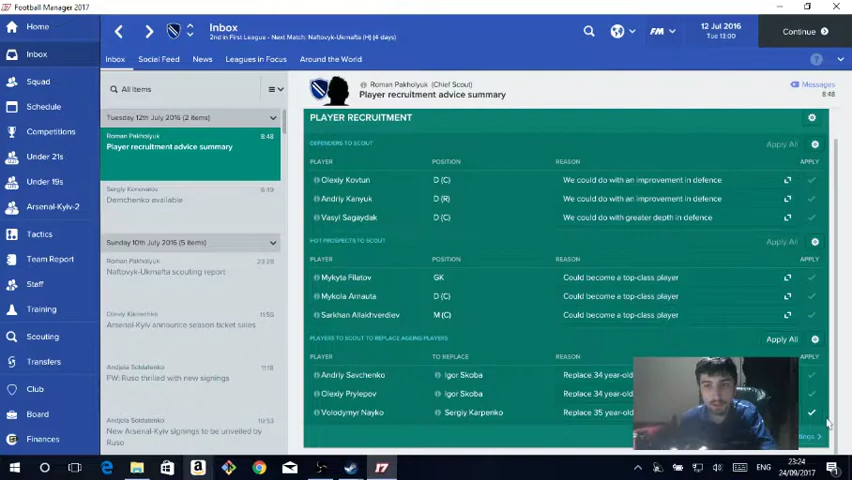 17 Football Manager 2017
Home
Inbox
Squad
Schedule
Competitions
Under 21s
Under 19s
Arsenal-Kyiv-2
Tactics
Team Report
Staff
Training
Scouting
Transfers
Club
Board
Finances
Inbox
2nd in First League - Next Match: Naftovyk-Ukrnafta (H) (4 days)
FM
12 Jul 2016
Tue 13:00
Continue
Inbox Social Feed News Leagues in Focus Around the World
All Items
Tuesday 12th July 2016 (2 items)
Roman Pakholyuk 8:48
Player recruitment advice summary
Demchenko available
Sunday 10th July 2016 (5 items)
Roman Pakholyuk 23:28
Naftovyk-Ukrnafta scouting report
Arsenal-Kyiv announce season ticket sales
Andjela Soldatenko 11:18
FW: Ruso thrilled with new signings
Andjela Soldatenko 10:53
New Arsenal-Kyiv signings to be unveiled by
Ruso
Roman Pakholyuk (Chief Scout)
Player recruitment advice summary
Messages
8:48
PLAYER RECRUITMENT
DEFENDERS TO SCOUT Apply All
PLAYER POSITION REASON APPLY
Olexiy Kovtun D (C) We could do with an improvement in defence
Andriy Kanyuk D (R) We could do with an improvement in defence
Vasyl Sagaydak D (C) We could do with greater depth in defence
HOT PROSPECTS TO SCOUT Apply All
PLAYER POSITION REASON APPLY
Mykyta Filatov GK Could become a top-class player
Mykola Arnauta D (C) Could become a top-class player
Sarkhan Allakhverdiev M (C) Could become a top-class player
PLAYERS TO SCOUT TO REPLACE AGEING PLAYERS Apply All
PLAYER TO REPLACE REASON APPLY
Andriy Savchenko Igor Skoba Replace 34 year-old
Olexiy Prylepov Igor Skoba Replace 34 year-old
Volodymyr Nayko Sergiy Karpenko Replace 35 year-old
17
ENG
23:24
24/09/2017